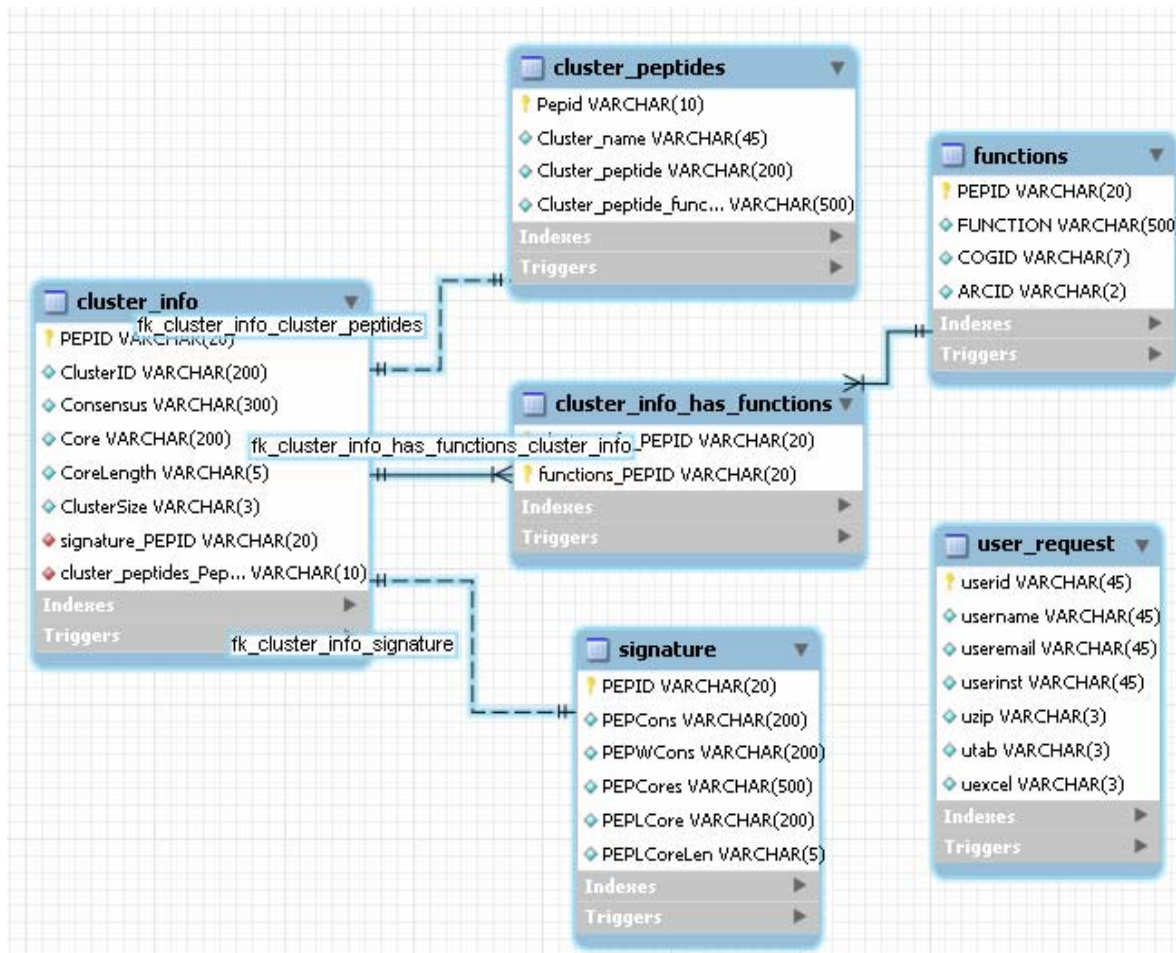 cluster_peptides
Pepid VARCHAR(10)
Cluster_name VARCHAR(45)
Cluster_peptide VARCHAR(200)
Cluster_peptide_func... VARCHAR(500)
Indexes
Triggers
functions
PEPID VARCHAR(20)
FUNCTION VARCHAR(500
COGID VARCHAR(7)
ARCID VARCHAR(2)
Indexes
Triggers
cluster_info
fk_cluster_info_cluster_peptides
PEPID VARCHAR(20)
ClusterID VARCHAR(200)
Consensus VARCHAR(300)
Core VARCHAR(200)
CoreLength VARCHAR(5)
ClusterSize VARCHAR(3)
signature_PEPID VARCHAR(20)
cluster_peptides_Pep... VARCHAR(10)
Indexes
Triggers
cluster_info_has_functions
fk_cluster_info_has_functions_cluster_info
_PEPID VARCHAR(20)
functions_PEPID VARCHAR(20)
Indexes
Triggers
fk_cluster_info_signature
signature
PEPID VARCHAR(20)
PEPCons VARCHAR(200)
PEPWCons VARCHAR(200)
PEPCores VARCHAR(500)
PEPLCore VARCHAR(200)
PEPLCoreLen VARCHAR(5)
Indexes
Triggers
user_request
userid VARCHAR(45)
username VARCHAR(45)
useremail VARCHAR(45)
userinst VARCHAR(45)
uzip VARCHAR(3)
utab VARCHAR(3)
uexcel VARCHAR(3)
Indexes
Triggers